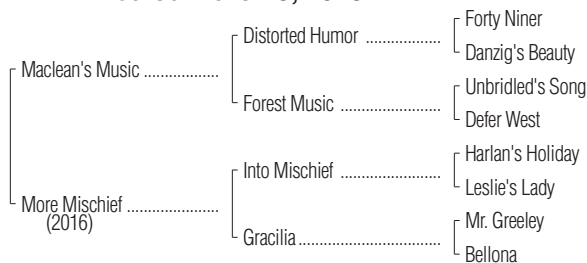 Forty Niner
Distorted Humor ..................
Danzig's Beauty
Maclean's Music ..................
Unbridled's Song
Forest Music ........................
Defer West
Harlan's Holiday
Into Mischief ........................
Leslie's Lady
More Mischief ......................
(2016)
Mr. Greeley
Gracilia..................................
Bellona